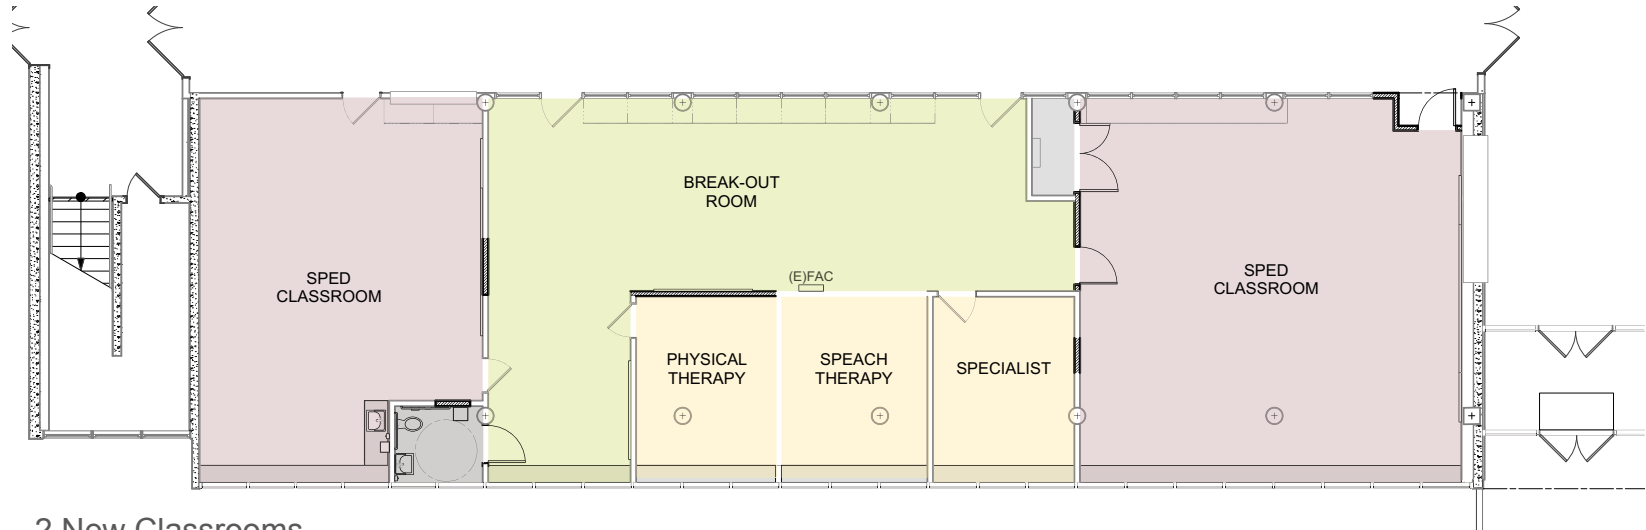 BREAK-OUT
ROOM
SPED
CLASSROOM
SPED
CLASSROOM
(E)FAC
PHYSICAL
THERAPY
SPEACH
THERAPY
SPECIALIST
2 New Classrooms